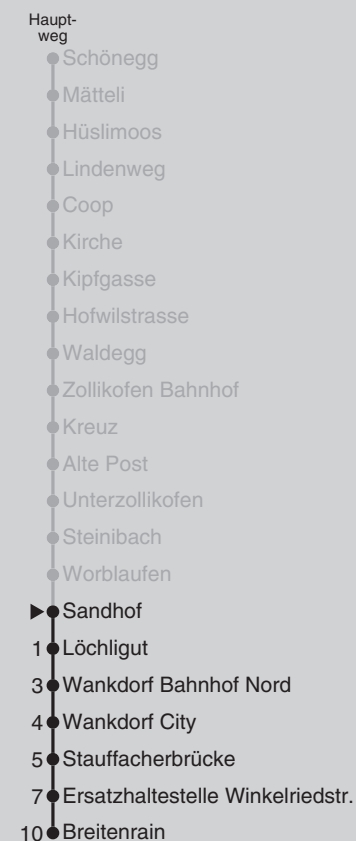 Haupt-
weg
Schönegg
Mätteli
Hüslimoos
Lindenweg
Coop
Kirche
Kipfgasse
Hofwilstrasse
Waldegg
Zollikofen Bahnhof
Kreuz
Alte Post
Unterzollikofen
Steinibach
Worblaufen
Sandhof
1 Löchligut
3 Wankdorf Bahnhof Nord
4 Wankdorf City
5 Stauffacherbrücke
7 Ersatzhaltestelle Winkelriedstr.
10 Breitenrain